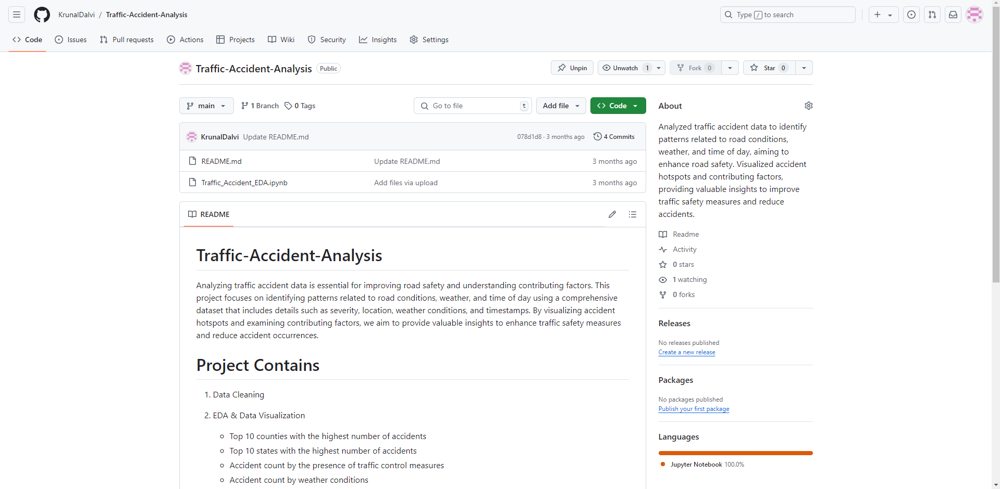 KrunalDalvi / Traffic-Accident-Analysis
Type / to search
Code Issues Pull requests Actions Projects Wiki Security Insights Settings
Traffic-Accident-Analysis Public
Unpin Unwatch 1 Fork 0 Star 0
main 1 Branch 0 Tags
Go to file t Add file Code
KrunalDalvi Update README.md 078d1d8 · 3 months ago 4 Commits
README.md Update README.md 3 months ago
Traffic_Accident_EDA.ipynb Add files via upload 3 months ago
README
Traffic-Accident-Analysis
Analyzing traffic accident data is essential for improving road safety and understanding contributing factors. This
project focuses on identifying patterns related to road conditions, weather, and time of day using a comprehensive
dataset that includes details such as severity, location, weather conditions, and timestamps. By visualizing accident
hotspots and examining contributing factors, we aim to provide valuable insights to enhance traffic safety measures
and reduce accident occurrences.
Project Contains
1. Data Cleaning
2. EDA & Data Visualization
Top 10 counties with the highest number of accidents
Top 10 states with the highest number of accidents
Accident count by the presence of traffic control measures
Accident count by weather conditions
About
Analyzed traffic accident data to identify
patterns related to road conditions,
weather, and time of day, aiming to
enhance road safety. Visualized accident
hotspots and contributing factors,
providing valuable insights to improve
traffic safety measures and reduce
accidents.
Readme
Activity
0 stars
1 watching
0 forks
Releases
No releases published
Create a new release
Packages
No packages published
Publish your first package
Languages
Jupyter Notebook 100.0%